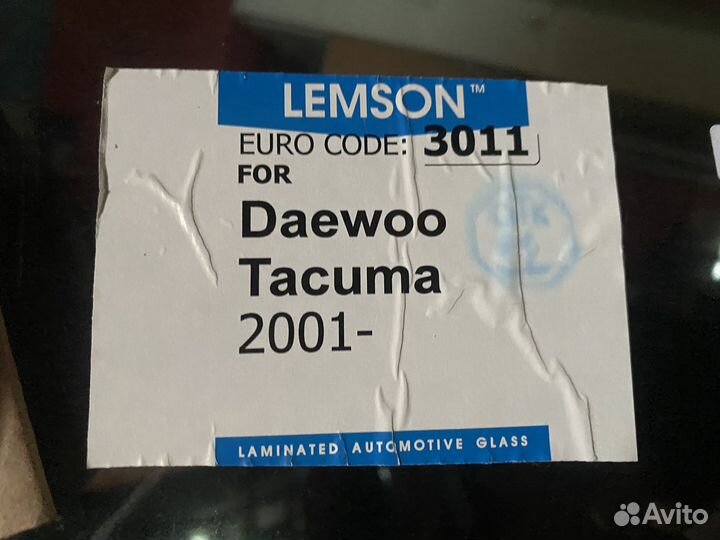 LEMSON™
EURO CODE: 3011
FOR
Daewoo
Tacuma
2001-
LAMINATED AUTOMOTIVE GLASS
Avito